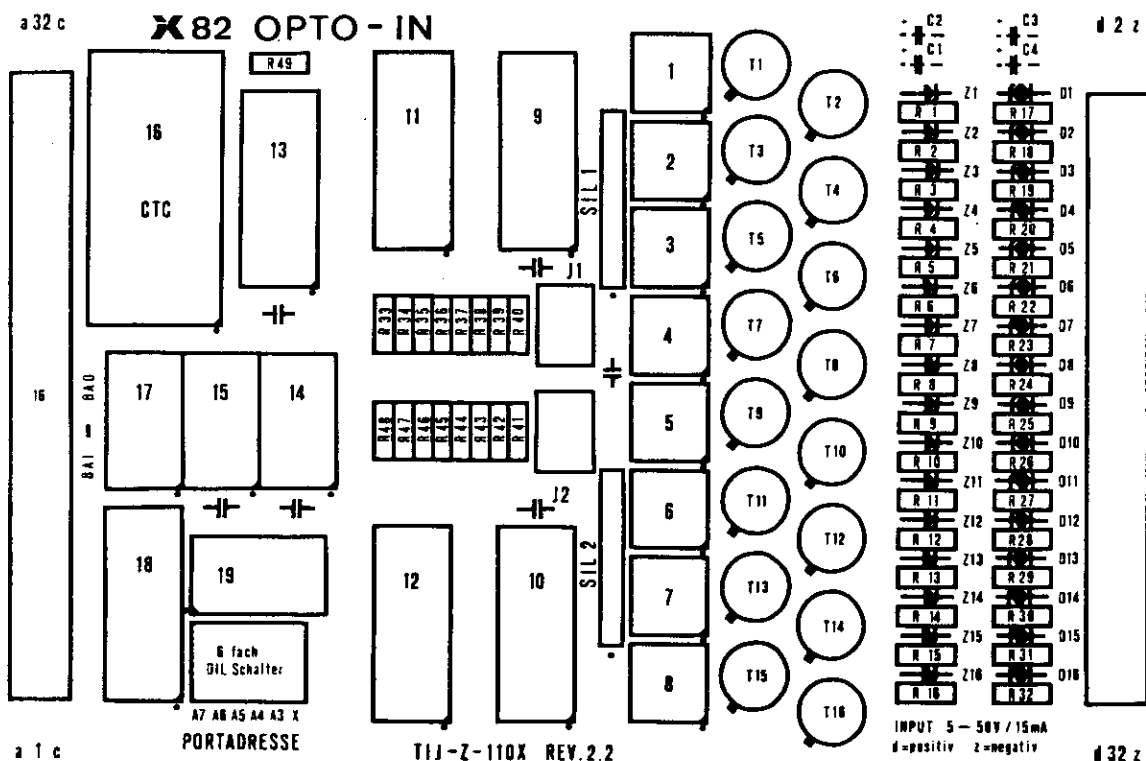 a 32 c
X 82 OPTO-IN
d 2 z
C2
C3
C1
C4
R49
16
CTC
13
11
9
SIL1
J1
1
2
3
4
5
6
7
8
T1
T2
T3
T4
T5
T6
T7
T8
T9
T10
T11
T12
T13
T14
T15
T16
Z1
D1
R 1
R17
Z2
D2
R 2
R18
Z3
D3
R 3
R19
Z4
D4
R 4
R20
Z5
D5
R 5
R21
Z6
D6
R 6
R22
Z7
D7
R 7
R23
Z8
D8
R 8
R24
Z9
D9
R 9
R25
Z10
D10
R 10
R26
Z11
D11
R 11
R27
Z12
D12
R 12
R28
Z13
D13
R 13
R29
Z14
D14
R 14
R30
Z15
D15
R 15
R31
Z16
D16
R 16
R32
R33 R34 R35 R36 R37 R38 R39 R40
16
BA1 BA0
17
15
14
R48 R47 R46 R45 R44 R43 R42 R41
J2
SIL 2
18
19
12
10
6 fach
DIL Schalter
A7 A6 A5 A4 A3 X
PORTADRESSE
INPUT 5 – 50V / 15mA
d=positiv z=negativ
a 1 c
TIJ-Z-110X REV.2.2
d 32 z